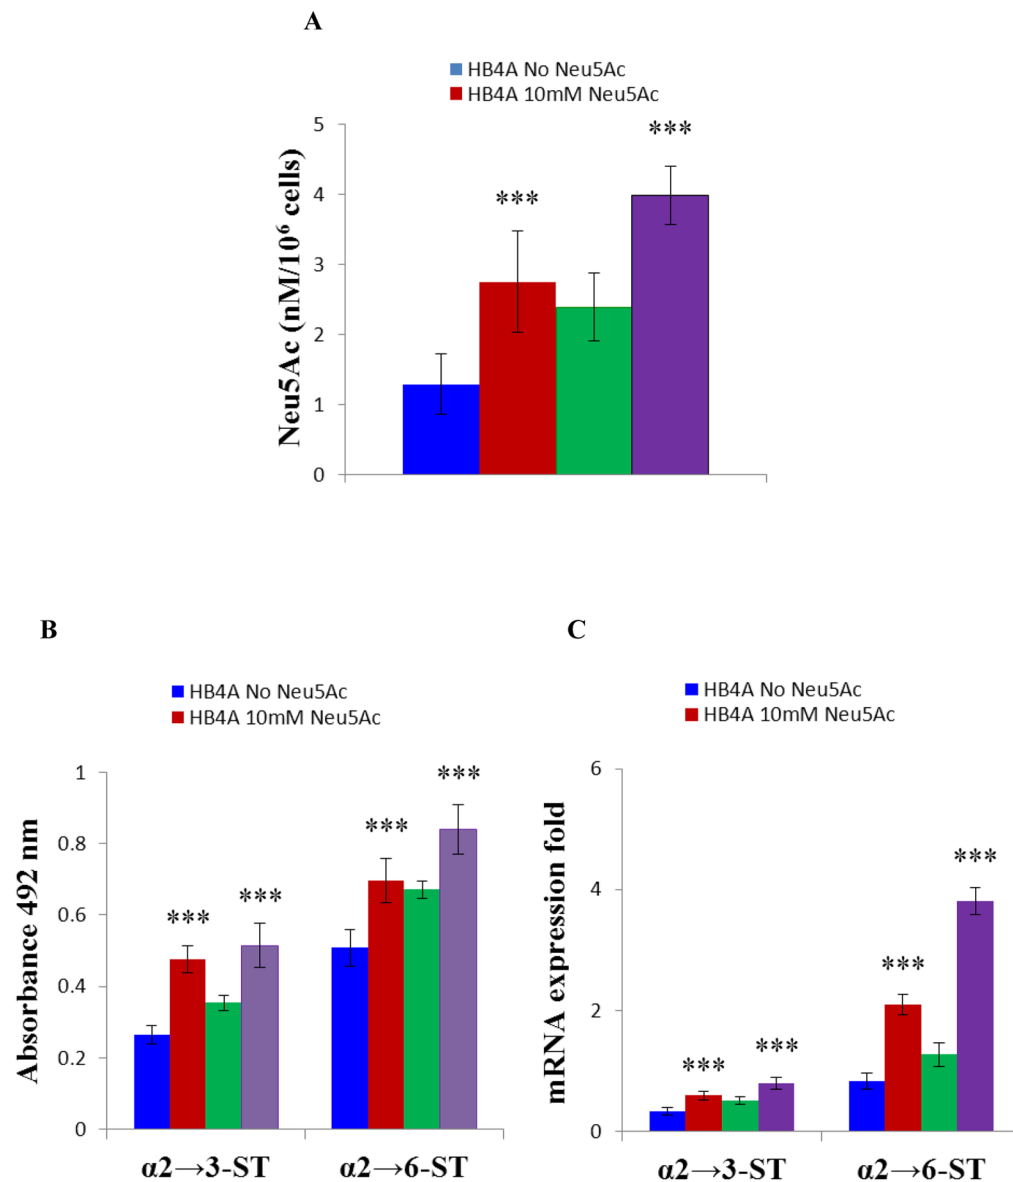 A
HB4A No Neu5Ac
HB4A 10mM Neu5Ac
Neu5Ac (nM/10⁶ cells)
5
4
3
2
1
0
***
***
B
HB4A No Neu5Ac
HB4A 10mM Neu5Ac
Absorbance 492 nm
1
0.8
0.6
0.4
0.2
0
***
***
***
***
α2→3-ST
α2→6-ST
C
HB4A No Neu5Ac
HB4A 10mM Neu5Ac
mRNA expression fold
6
4
2
0
***
***
***
***
α2→3-ST
α2→6-ST